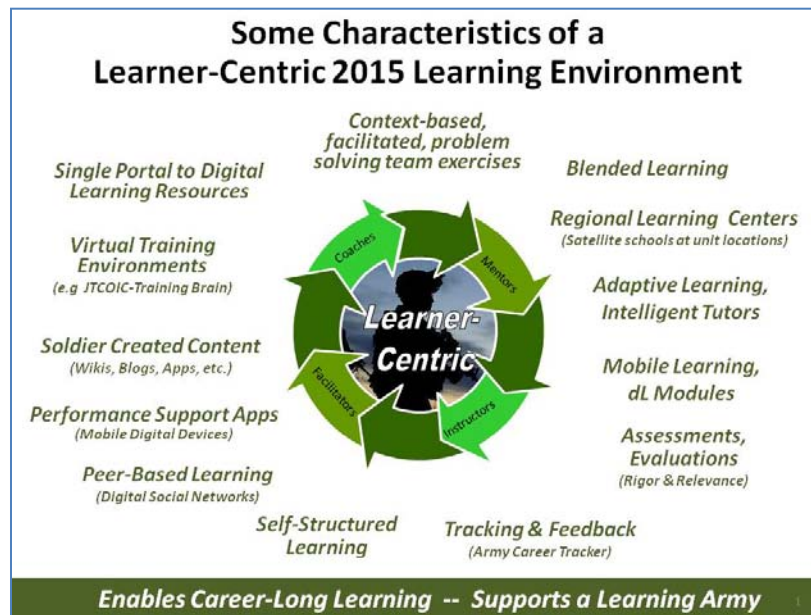 Some Characteristics of a
Learner-Centric 2015 Learning Environment
Context-based,
facilitated, problem
solving team exercises
Single Portal to Digital
Learning Resources
Blended Learning
Regional Learning Centers
(Satellite schools at unit locations)
Virtual Training
Environments
(e.g JTCOIC-Training Brain)
Coaches
Mentors
Adaptive Learning,
Intelligent Tutors
Learner-
Centric
Soldier Created Content
(Wikis, Blogs, Apps, etc.)
Mobile Learning,
dL Modules
Facilitators
Instructors
Performance Support Apps
(Mobile Digital Devices)
Assessments,
Evaluations
(Rigor & Relevance)
Peer-Based Learning
(Digital Social Networks)
Self-Structured
Learning
Tracking & Feedback
(Army Career Tracker)
Enables Career-Long Learning -- Supports a Learning Army
1